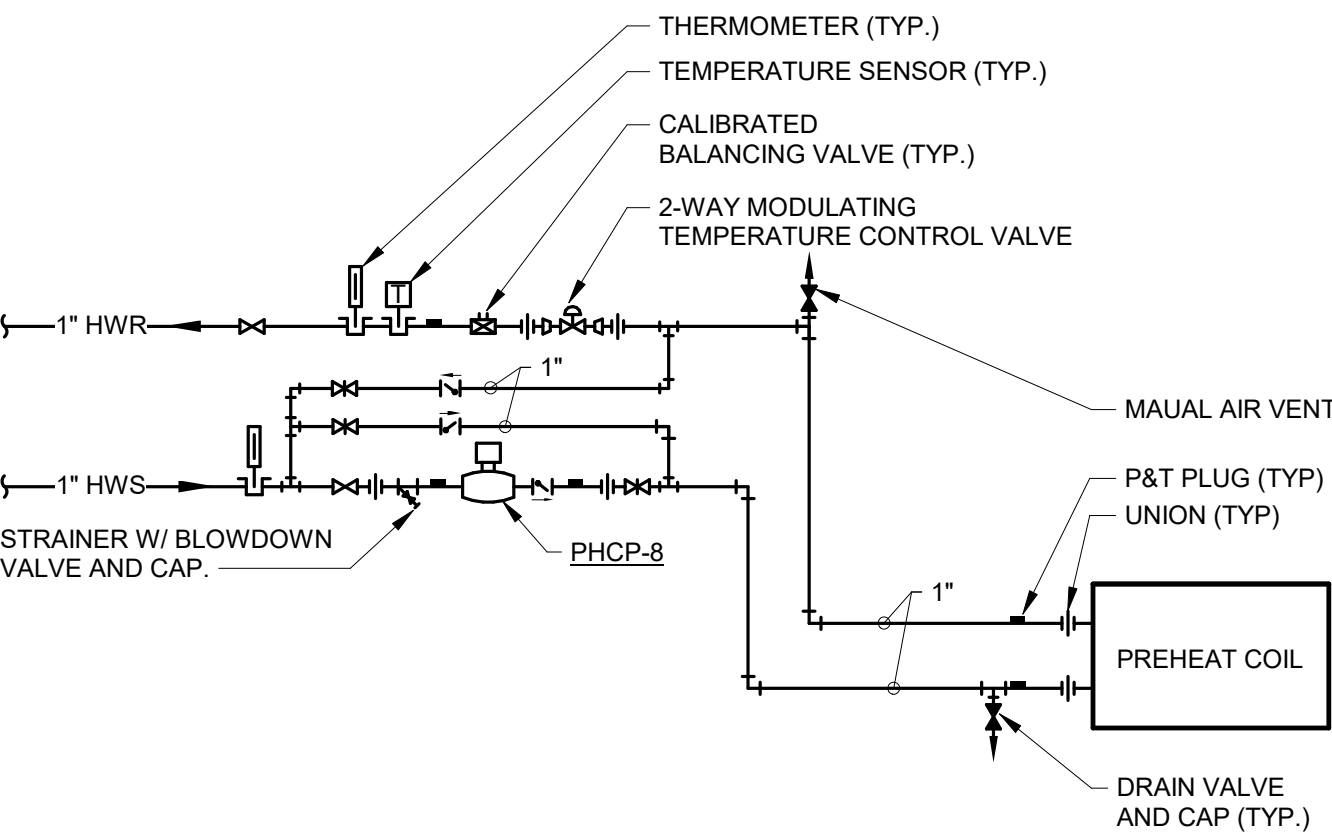 THERMOMETER (TYP.)
TEMPERATURE SENSOR (TYP.)
CALIBRATED
BALANCING VALVE (TYP.)
2-WAY MODULATING
TEMPERATURE CONTROL VALVE
T
1" HWR
1"
MAUAL AIR VENT
1" HWS
P&T PLUG (TYP)
UNION (TYP)
STRAINER W/ BLOWDOWN
VALVE AND CAP.
PHCP-8
1"
PREHEAT COIL
DRAIN VALVE
AND CAP (TYP.)